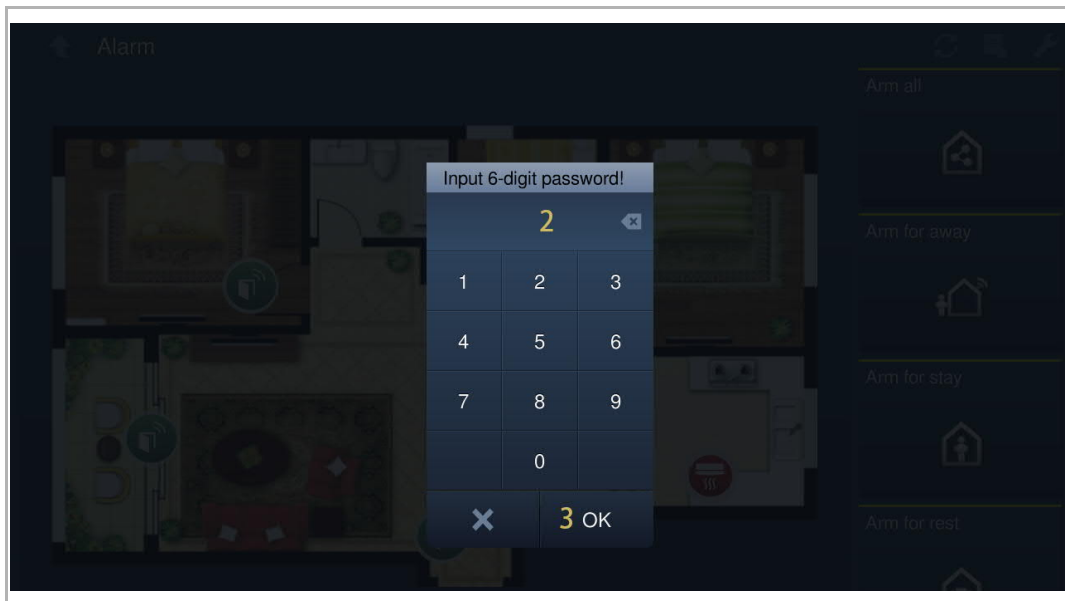 Alarm
Arm all
Input 6-digit password!
2
Arm for away
1 2 3
4 5 6
Arm for stay
7 8 9
0
3 OK
Arm for rest